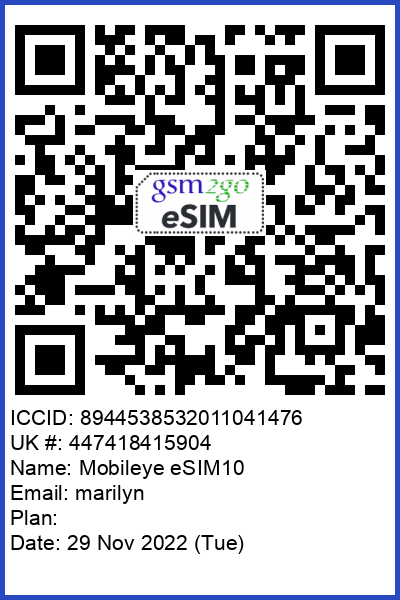 gsm2go
eSIM
ICCID: 8944538532011041476
UK #: 447418415904
Name: Mobileye eSIM10
Email: marilyn
Plan:
Date: 29 Nov 2022 (Tue)